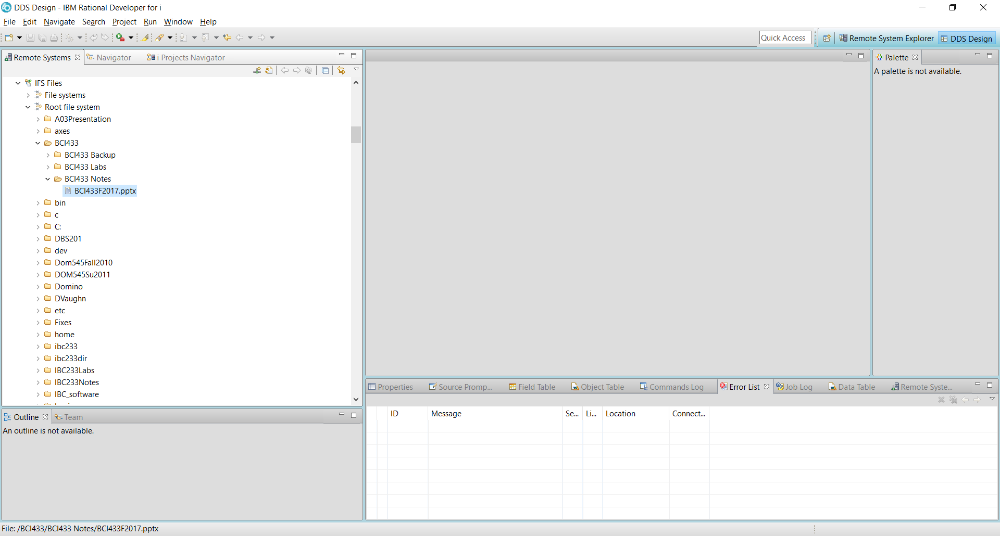 DDS Design - IBM Rational Developer for i
File Edit Navigate Search Project Run Window Help
Quick Access
Remote System Explorer
DDS Design
Remote Systems
Navigator
i Projects Navigator
IFS Files
File systems
Root file system
A03Presentation
axes
BCI433
BCI433 Backup
BCI433 Labs
BCI433 Notes
BCI433F2017.pptx
bin
c
C:
DBS201
dev
Dom545Fall2010
DOM545Su2011
Domino
DVaughn
etc
Fixes
home
ibc233
ibc233dir
IBC233Labs
IBC233Notes
IBC_software
Outline
Team
An outline is not available.
Palette
A palette is not available.
Properties
Source Promp...
Field Table
Object Table
Commands Log
Error List
Job Log
Data Table
Remote Syste...
ID Message Se... Li... Location Connect...
File: /BCI433/BCI433 Notes/BCI433F2017.pptx